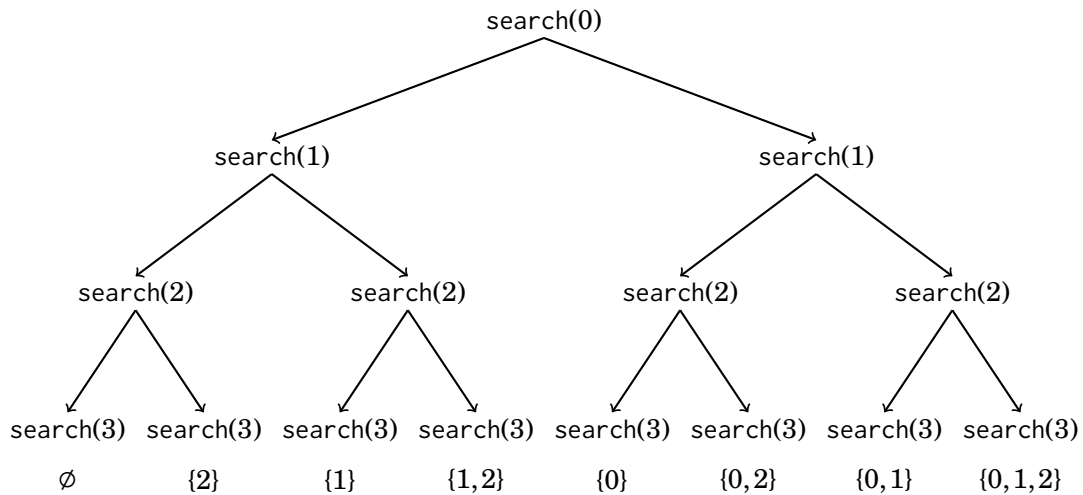 search(0)
search(1) search(1)
search(2) search(2) search(2) search(2)
search(3) search(3) search(3) search(3) search(3) search(3) search(3) search(3)
∅ {2} {1} {1,2} {0} {0,2} {0,1} {0,1,2}